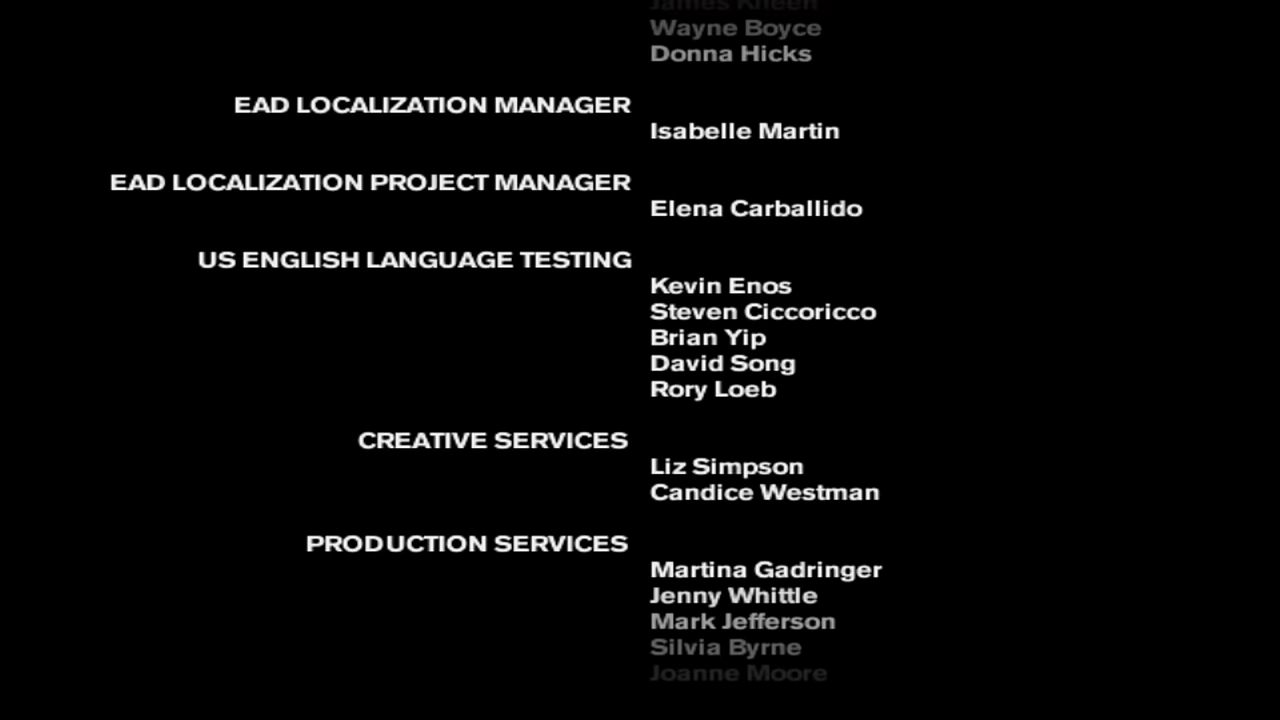 James Kneen
Wayne Boyce
Donna Hicks
EAD LOCALIZATION MANAGER
Isabelle Martin
EAD LOCALIZATION PROJECT MANAGER
Elena Carballido
US ENGLISH LANGUAGE TESTING
Kevin Enos
Steven Ciccoricco
Brian Yip
David Song
Rory Loeb
CREATIVE SERVICES
Liz Simpson
Candice Westman
PRODUCTION SERVICES
Martina Gadringer
Jenny Whittle
Mark Jefferson
Silvia Byrne
Joanne Moore